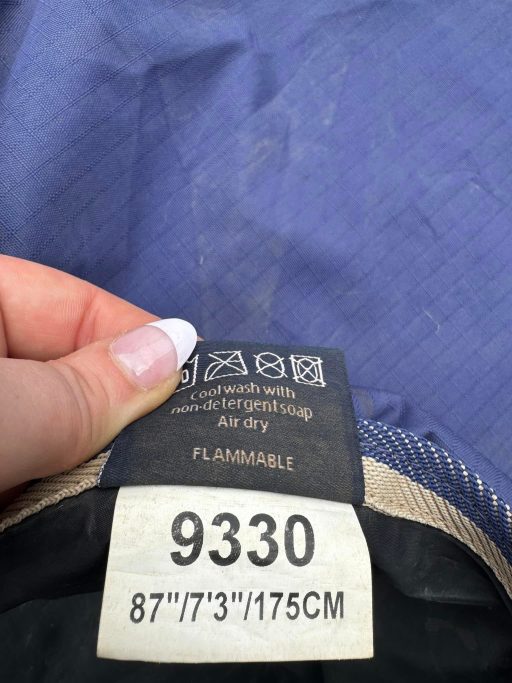 Cool wash with
non-detergent soap
Air dry
FLAMMABLE
9330
87"/7'3"/175CM